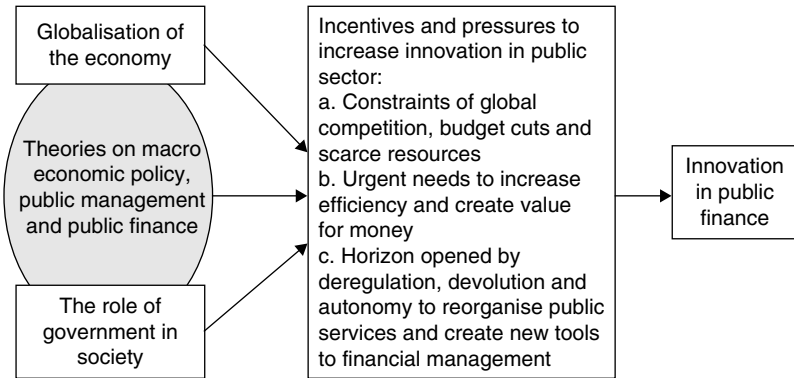 Globalisation of
the economy
Theories on macro
economic policy,
public management
and public finance
The role of
government in
society
Incentives and pressures to
increase innovation in public
sector:
a. Constraints of global
competition, budget cuts and
scarce resources
b. Urgent needs to increase
efficiency and create value
for money
c. Horizon opened by
deregulation, devolution and
autonomy to reorganise public
services and create new tools
to financial management
Innovation
in public
finance